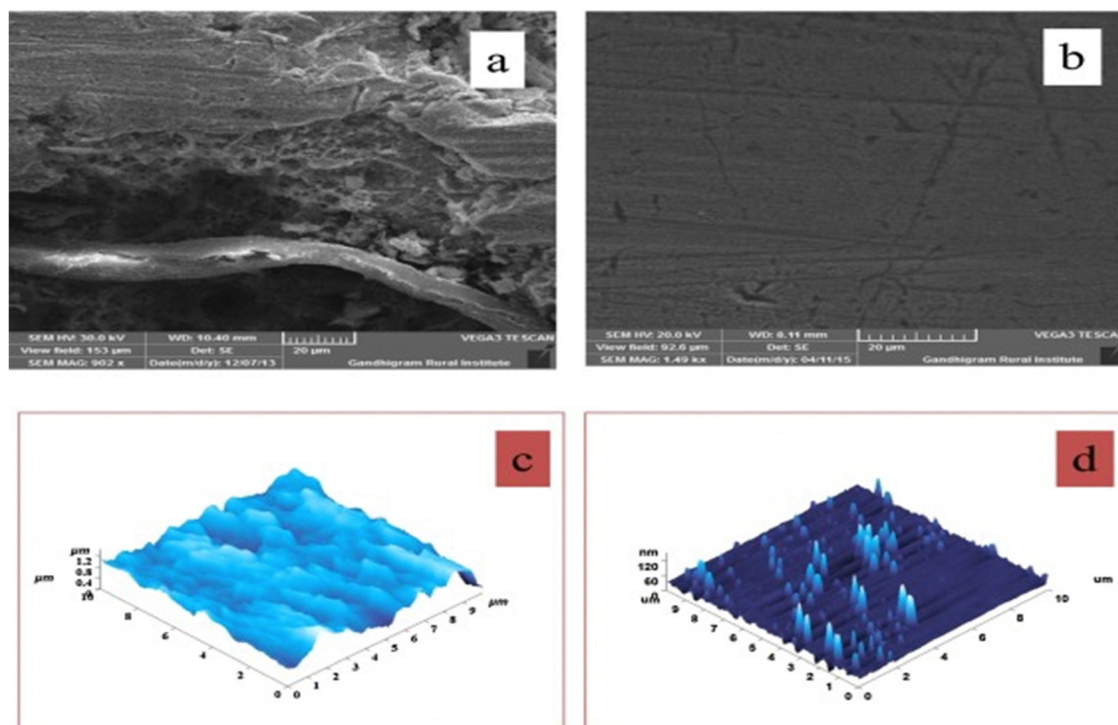 a
SEM HV: 30.0 kV WD: 10.40 mm VEGA3 TESCAN
View field: 153 µm Det: SE 20 µm
SEM MAG: 902 x Date(m/d/y): 12/07/13 Gandhigram Rural Institute
b
SEM HV: 20.0 kV WD: 8.11 mm VEGA3 TESCAN
View field: 92.6 µm Det: SE 20 µm
SEM MAG: 1.49 kx Date(m/d/y): 04/11/15 Gandhigram Rural Institute
c
µm
1.2
0.8
0.4
0
µm
10
8
6
4
2
0
0 1 2 3 4 5 6 7 8 9
µm
d
nm
120
60
0
um
9 8 7 6 5 4 3 2 1 0
0 2 4 6 8 10
um